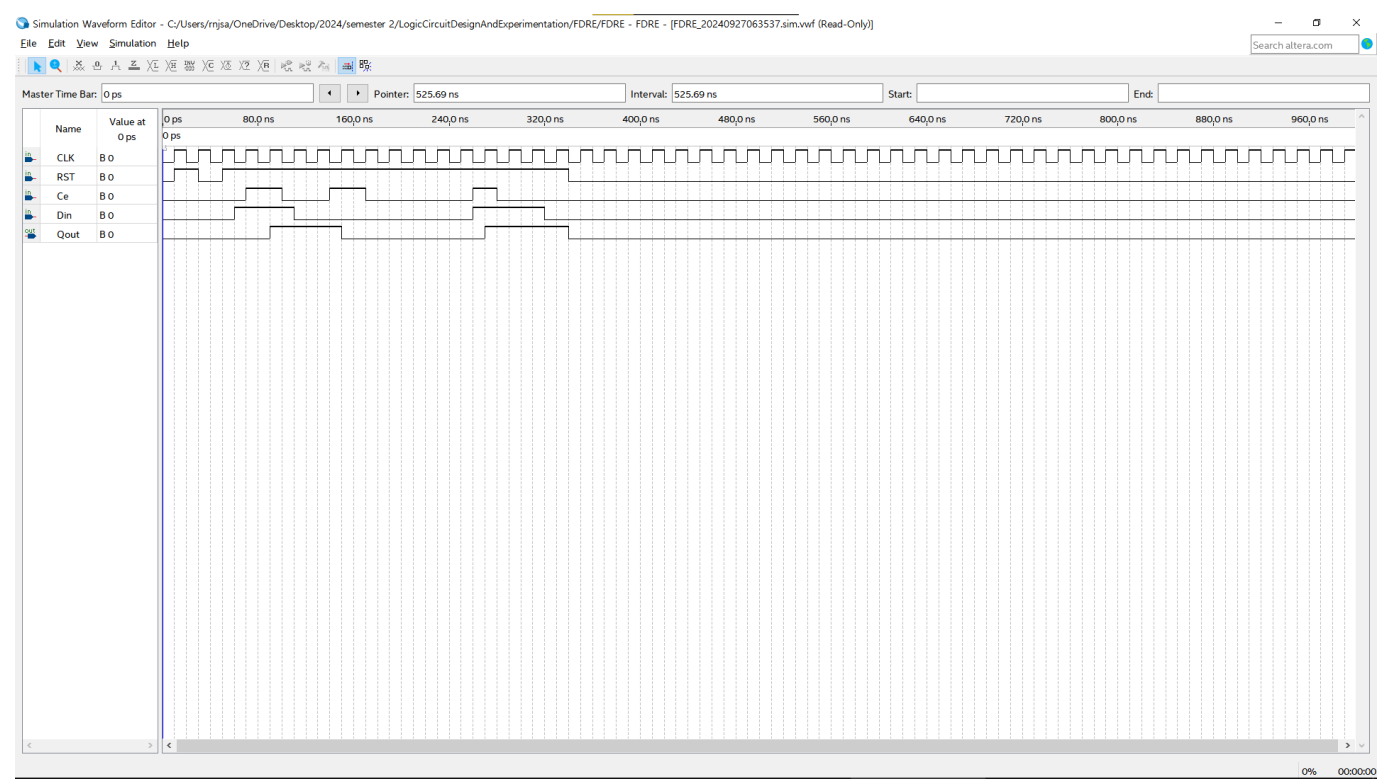 Simulation Waveform Editor - C:/Users/rnjsa/OneDrive/Desktop/2024/semester 2/LogicCircuitDesignAndExperimentation/FDRE/FDRE - FDRE - [FDRE_20240927063537.sim.vwf (Read-Only)]
File Edit View Simulation Help
Search altera.com
Master Time Bar: 0 ps Pointer: 525.69 ns Interval: 525.69 ns Start: End:
Name Value at 0 ps
0 ps 80.0 ns 160.0 ns 240.0 ns 320.0 ns 400.0 ns 480.0 ns 560.0 ns 640.0 ns 720.0 ns 800.0 ns 880.0 ns 960.0 ns
0 ps
in CLK B 0
in RST B 0
in Ce B 0
in Din B 0
out Qout B 0
0% 00:00:00